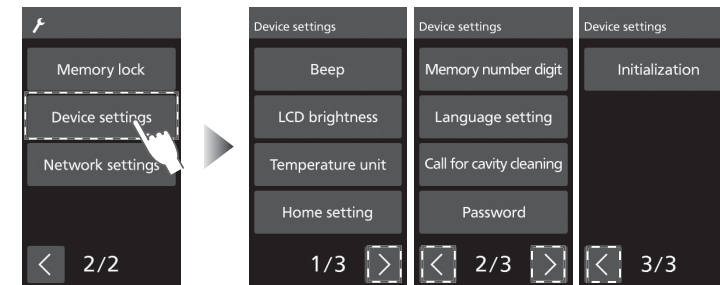 Memory lock
Device settings
Network settings
2/2
Device settings
Beep
LCD brightness
Temperature unit
Home setting
1/3
Device settings
Memory number digit
Language setting
Call for cavity cleaning
Password
2/3
Device settings
Initialization
3/3